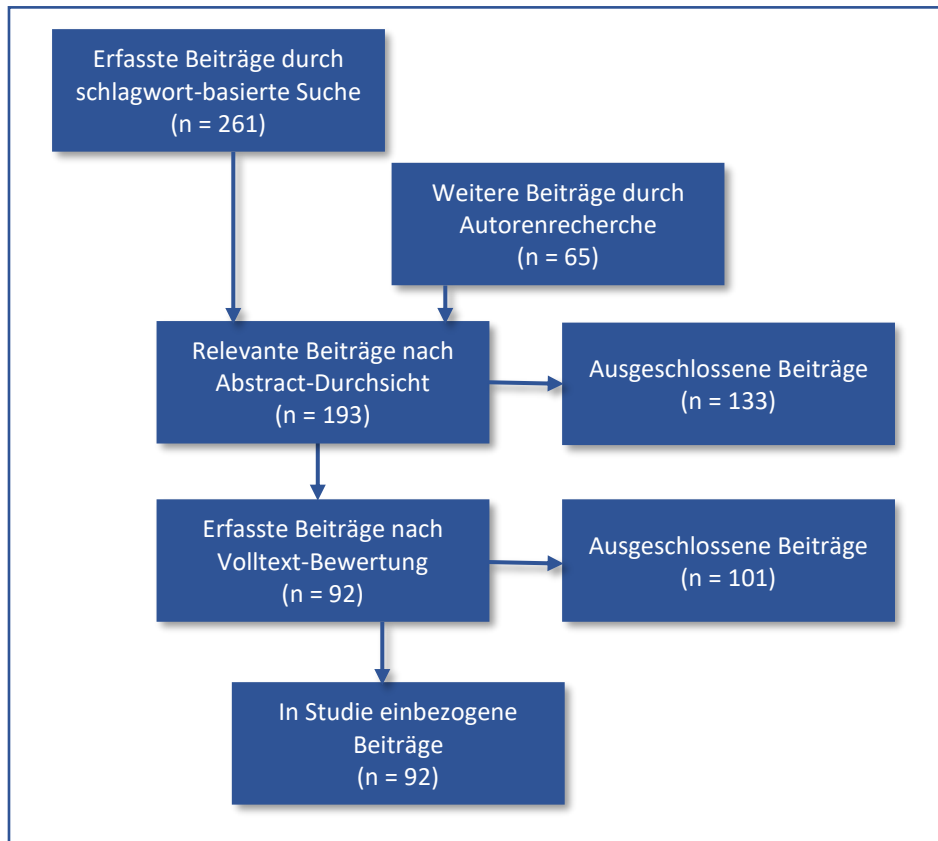 Erfasste Beiträge durch
schlagwort-basierte Suche
(n = 261)
Weitere Beiträge durch
Autorenrecherche
(n = 65)
Relevante Beiträge nach
Abstract-Durchsicht
(n = 193)
Ausgeschlossene Beiträge
(n = 133)
Erfasste Beiträge nach
Volltext-Bewertung
(n = 92)
Ausgeschlossene Beiträge
(n = 101)
In Studie einbezogene
Beiträge
(n = 92)